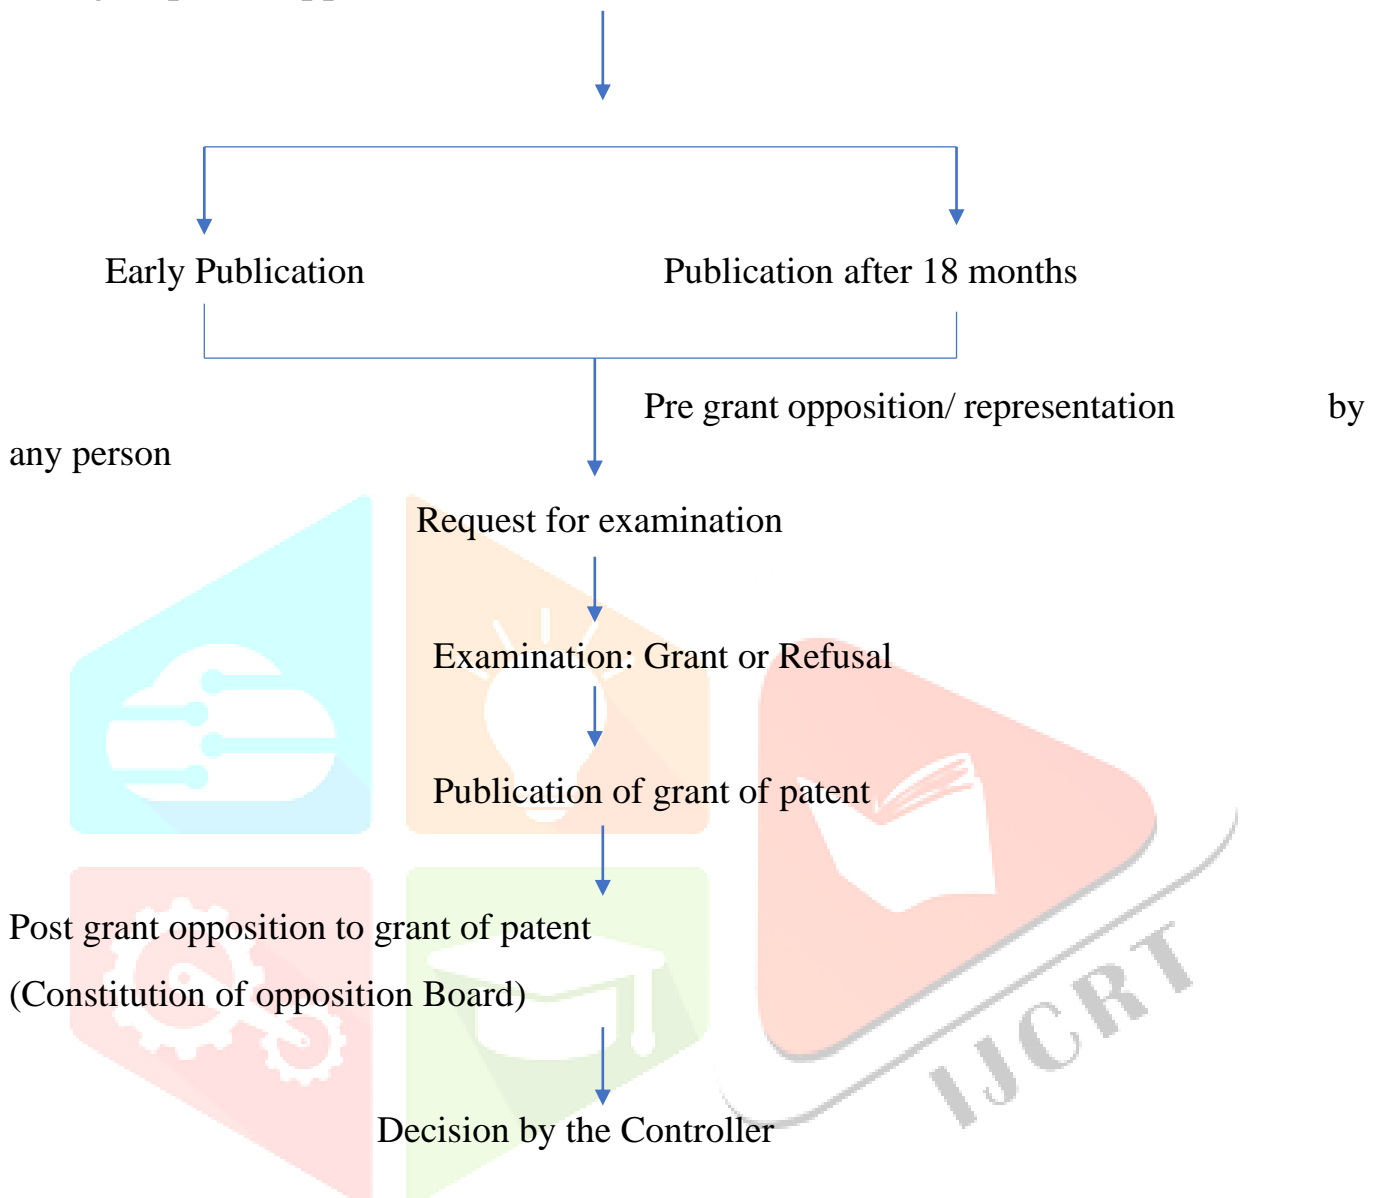 Early Publication Publication after 18 months
Pre grant opposition/ representation by
any person
Request for examination
Examination: Grant or Refusal
Publication of grant of patent
Post grant opposition to grant of patent
(Constitution of opposition Board)
Decision by the Controller
IJCRT